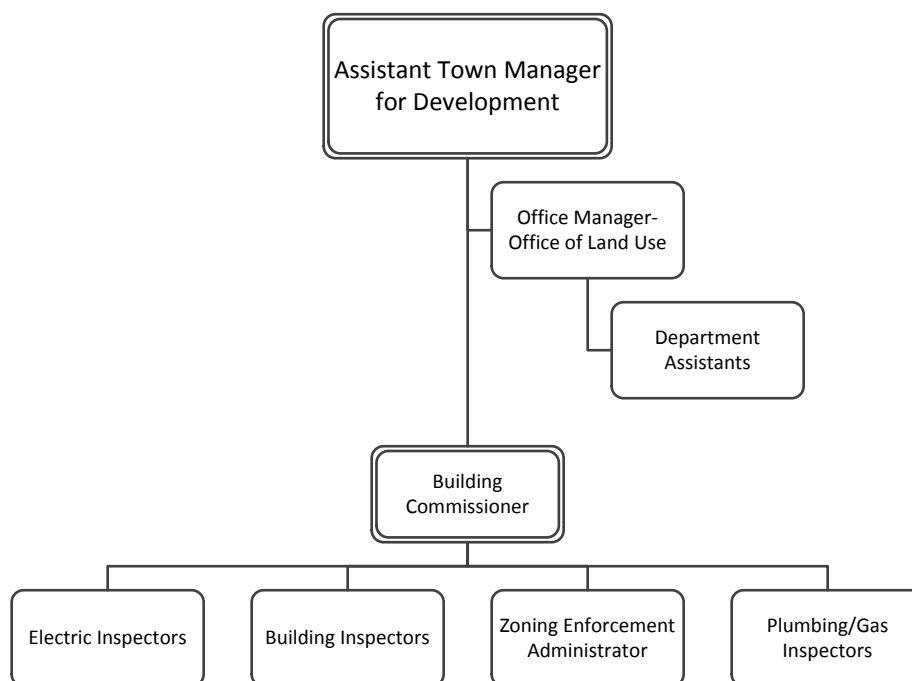 Assistant Town Manager
for Development
Office Manager-
Office of Land Use
Department
Assistants
Building
Commissioner
Electric Inspectors
Building Inspectors
Zoning Enforcement
Administrator
Plumbing/Gas
Inspectors